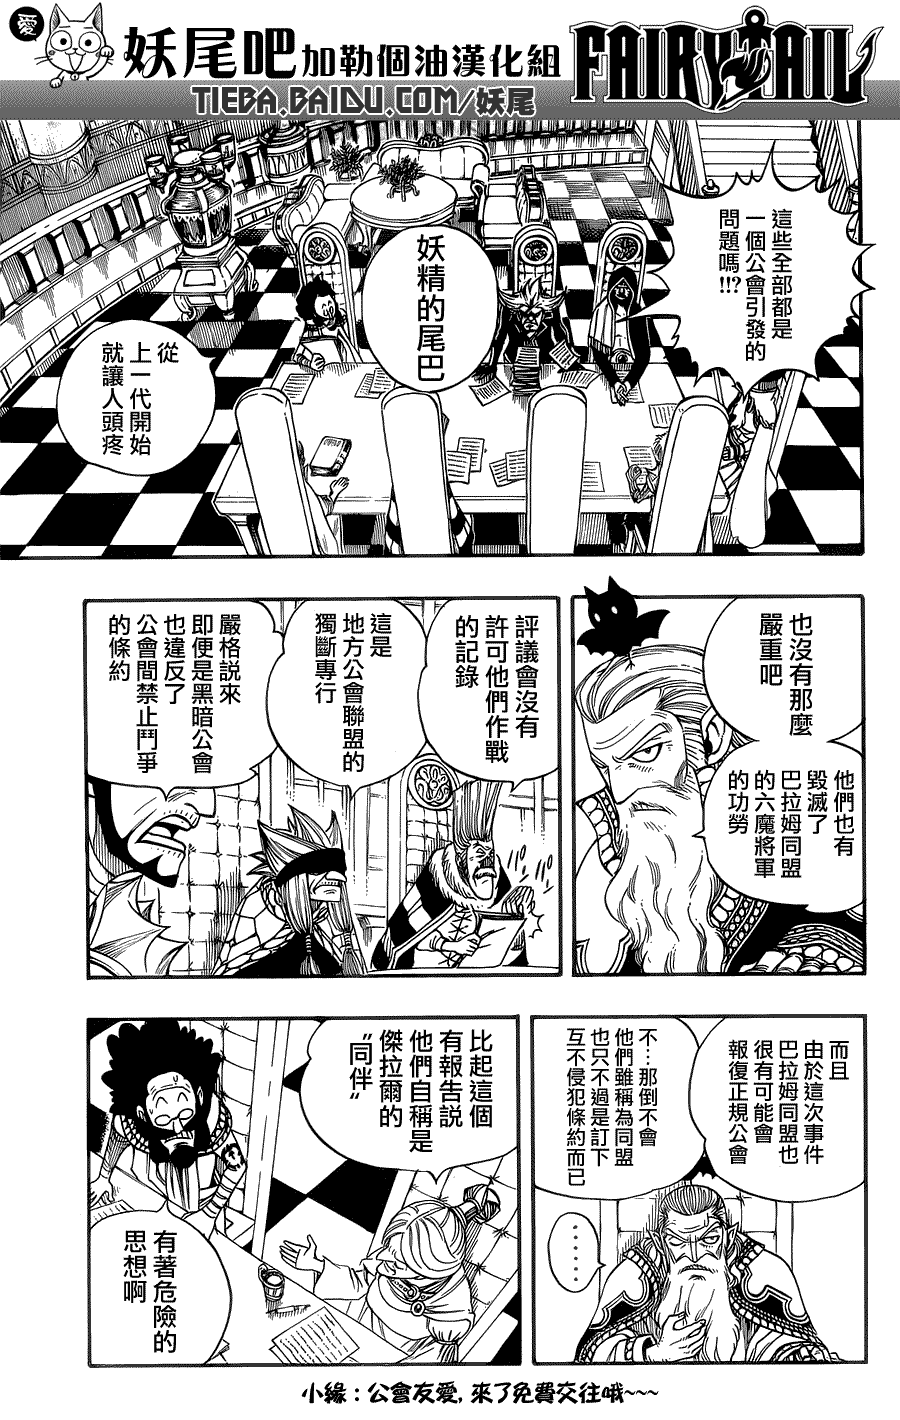 愛
妖尾吧加勒個油漢化組
TIEBA.BAIDU.COM/妖尾
FAIRY TAIL
這些全部都是
一個公會引發的
問題嗎!!?
妖精的尾巴
從
上一代開始
就讓人頭疼
也沒有那麼
嚴重吧
他們也有
毀滅了
巴拉姆同盟
的六魔將軍
的功勞
評議會沒有
許可他們作戰
的記錄
這是
地方公會聯盟的
獨斷專行
嚴格說來
即便是黑暗公會
也違反了
公會間禁止鬥爭
的條約
而且
由於這次事件
巴拉姆同盟也
很有可能會
報復正規公會
不…那倒不會
他們雖稱為同盟
也只不過是訂下
互不侵犯條約而已
……
比起這個
有報告說
他們自稱是
傑拉爾的
"同伴"
有著危險的
思想啊
小緣：公會友愛,來了免費交往哦~~~